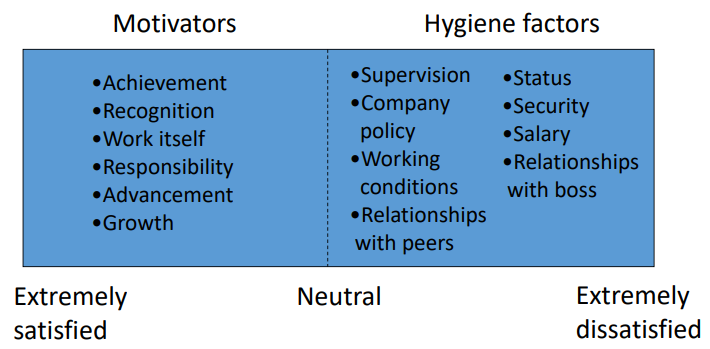 Motivators
Hygiene factors
•Achievement
•Recognition
•Work itself
•Responsibility
•Advancement
•Growth
•Supervision
•Company
policy
•Working
conditions
•Relationships
with peers
•Status
•Security
•Salary
•Relationships
with boss
Extremely
satisfied
Neutral
Extremely
dissatisfied